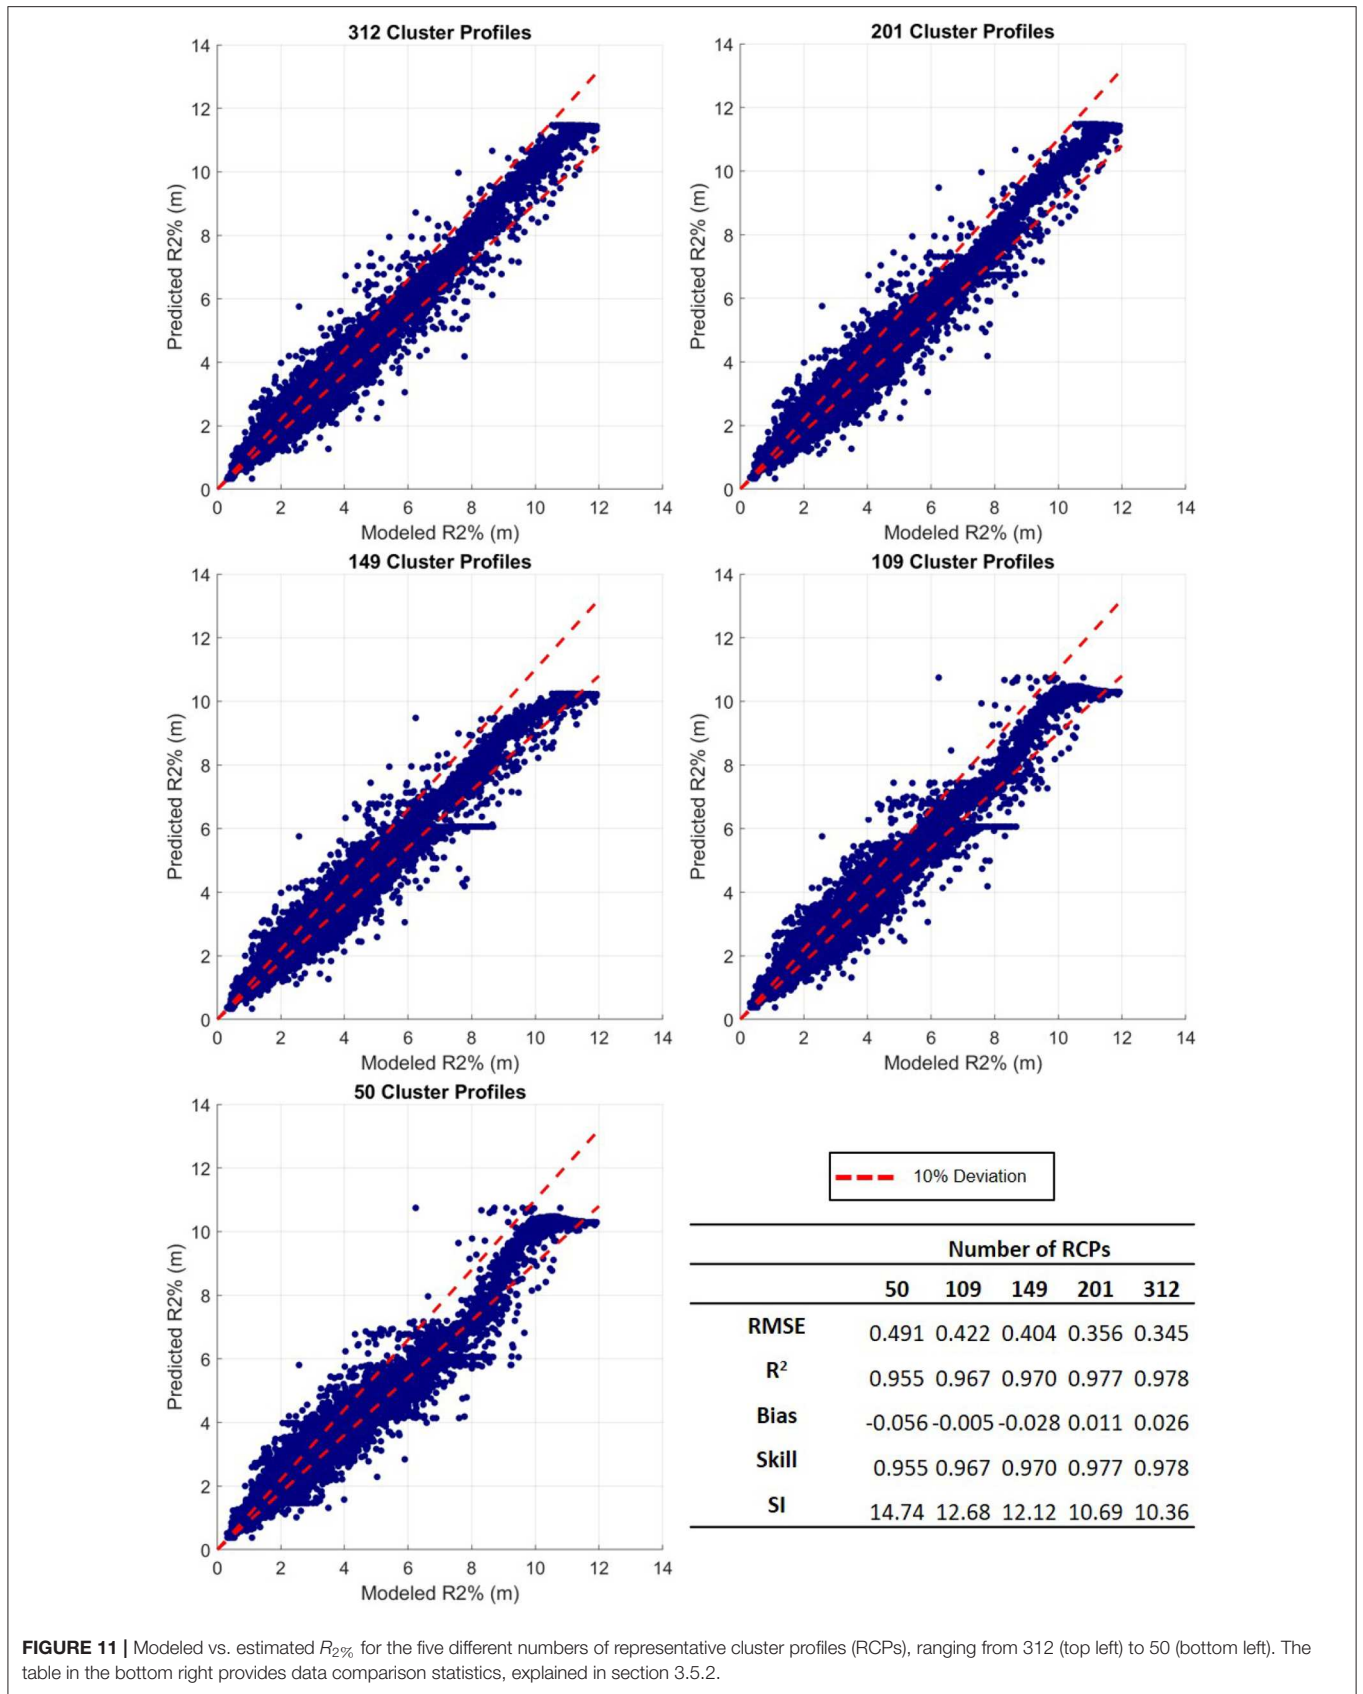 312 Cluster Profiles
14
12
10
8
6
4
2
0
Predicted R2% (m)
0 2 4 6 8 10 12 14
Modeled R2% (m)
201 Cluster Profiles
14
12
10
8
6
4
2
0
Predicted R2% (m)
0 2 4 6 8 10 12 14
Modeled R2% (m)
149 Cluster Profiles
14
12
10
8
6
4
2
0
Predicted R2% (m)
0 2 4 6 8 10 12 14
Modeled R2% (m)
109 Cluster Profiles
14
12
10
8
6
4
2
0
Predicted R2% (m)
0 2 4 6 8 10 12 14
Modeled R2% (m)
50 Cluster Profiles
14
12
10
8
6
4
2
0
Predicted R2% (m)
0 2 4 6 8 10 12 14
Modeled R2% (m)
10% Deviation
Number of RCPs
50 109 149 201 312
RMSE 0.491 0.422 0.404 0.356 0.345
R² 0.955 0.967 0.970 0.977 0.978
Bias -0.056 -0.005 -0.028 0.011 0.026
Skill 0.955 0.967 0.970 0.977 0.978
SI 14.74 12.68 12.12 10.69 10.36
FIGURE 11 | Modeled vs. estimated R2% for the five different numbers of representative cluster profiles (RCPs), ranging from 312 (top left) to 50 (bottom left). The
table in the bottom right provides data comparison statistics, explained in section 3.5.2.